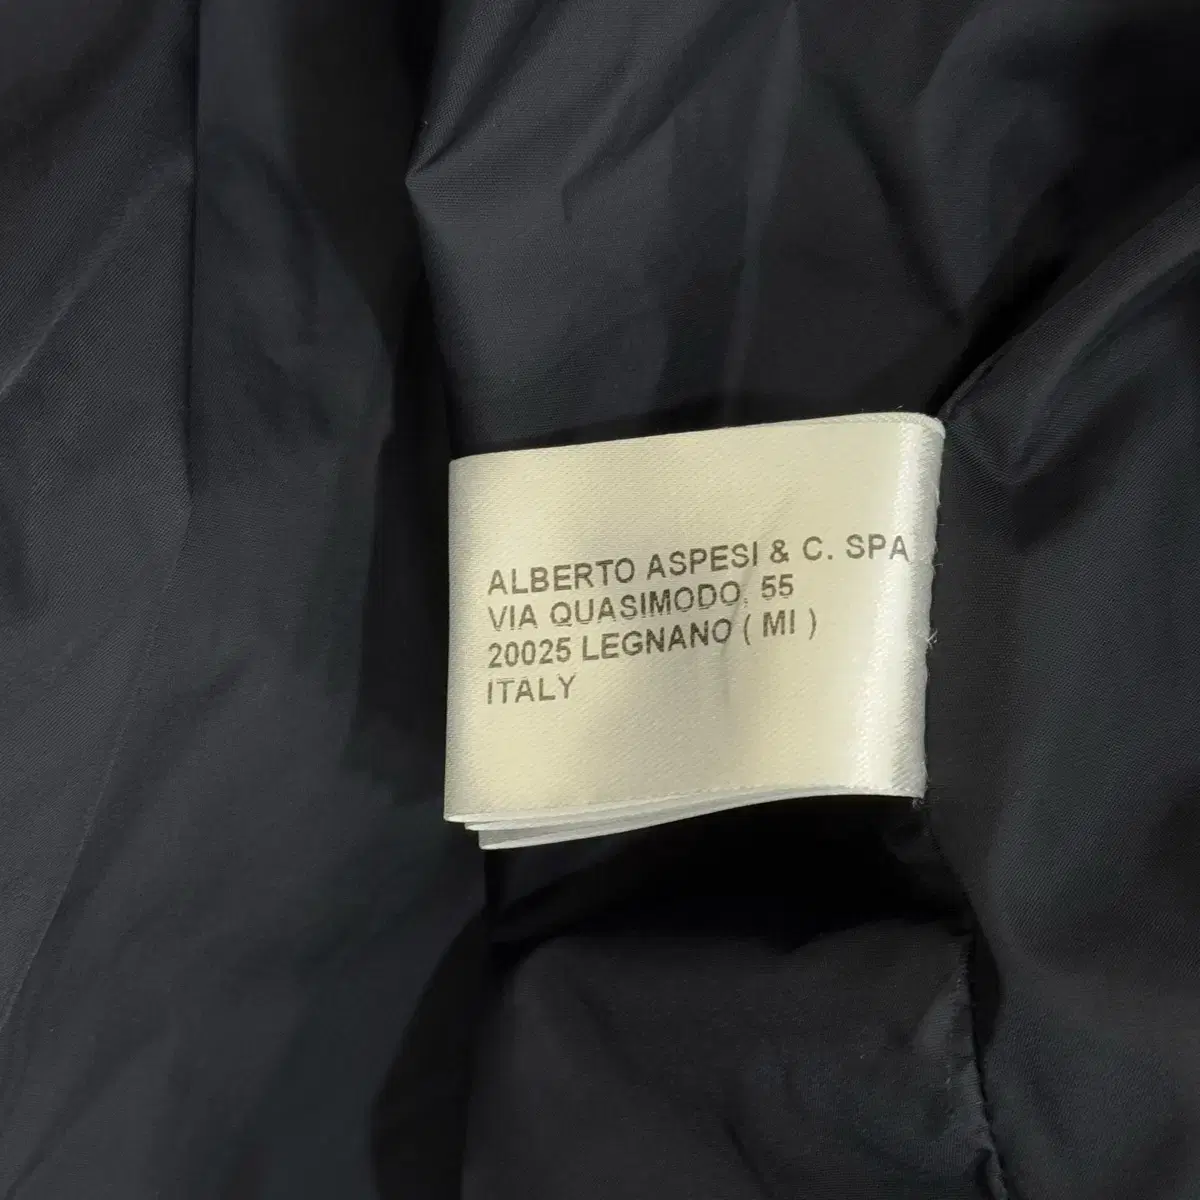 ALBERTO ASPESI & C. SPA
VIA QUASIMODO, 55
20025 LEGNANO ( MI )
ITALY